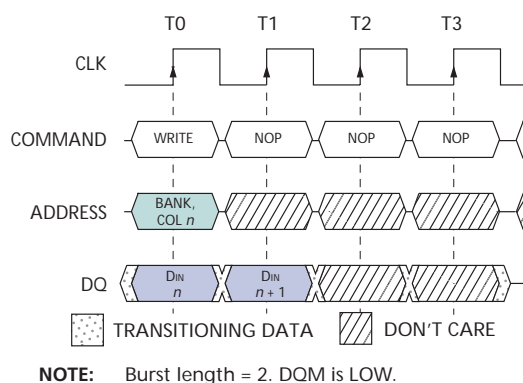 T0 T1 T2 T3
CLK
COMMAND WRITE NOP NOP NOP
ADDRESS BANK, COL n
DQ DIN n DIN n + 1
TRANSITIONING DATA DON'T CARE
NOTE: Burst length = 2. DQM is LOW.